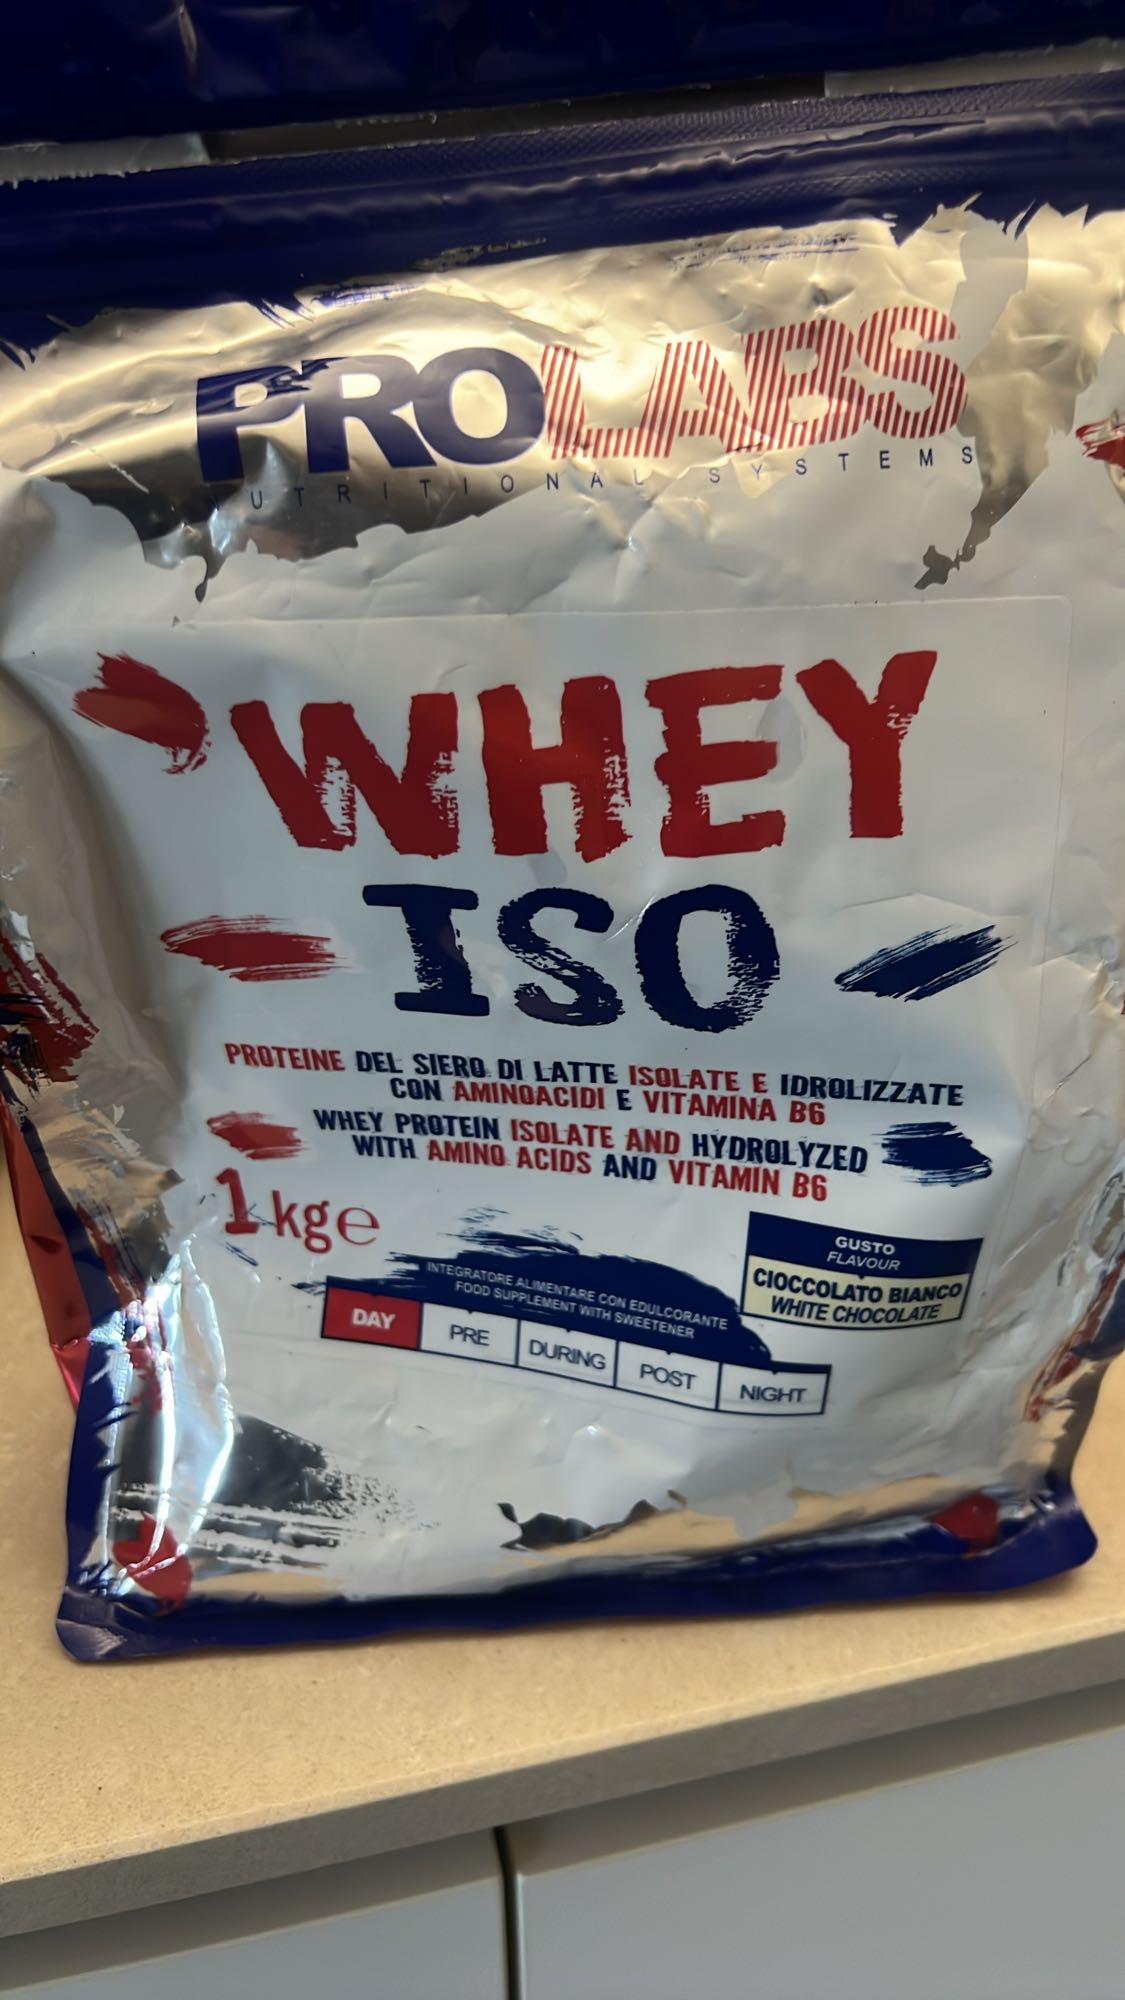 PROLABS
NUTRITIONAL SYSTEMS
WHEY
ISO
PROTEINE DEL SIERO DI LATTE ISOLATE E IDROLIZZATE
CON AMINOACIDI E VITAMINA B6
WHEY PROTEIN ISOLATE AND HYDROLYZED
WITH AMINO ACIDS AND VITAMIN B6
1 kg ℮
GUSTO
FLAVOUR
CIOCCOLATO BIANCO
WHITE CHOCOLATE
INTEGRATORE ALIMENTARE CON EDULCORANTE
FOOD SUPPLEMENT WITH SWEETENER
DAY PRE DURING POST NIGHT